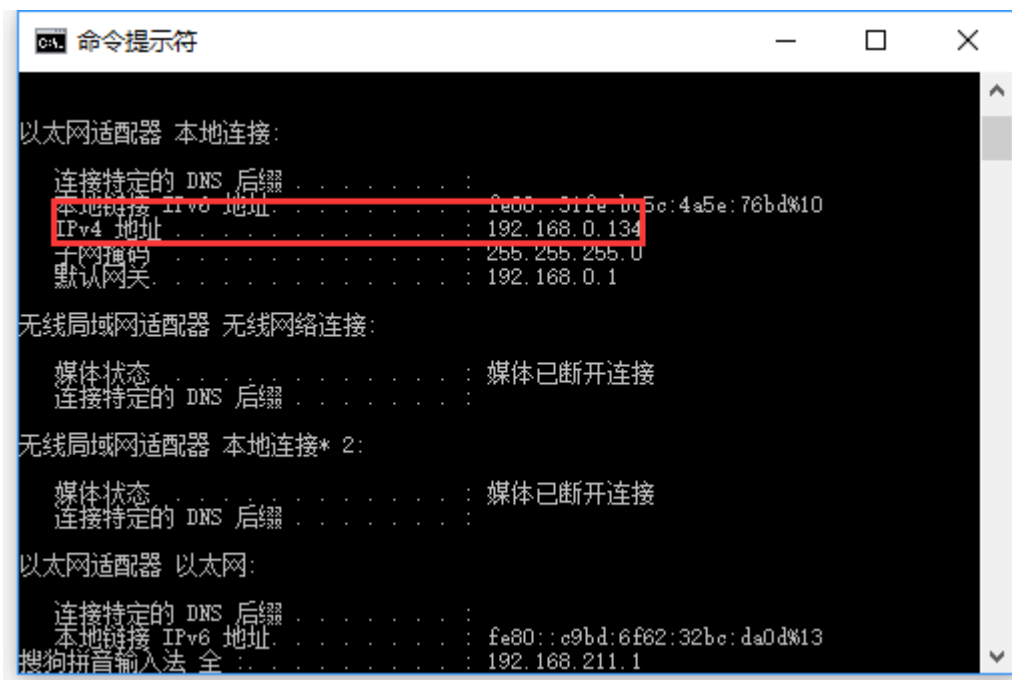 命令提示符
以太网适配器 本地连接:
连接特定的 DNS 后缀 . . . . . . . :
本地链接 IPv6 地址. . . . . . . . : 5c:4a5e:76bd%10
IPv4 地址 . . . . . . . . . . . . : 192.168.0.134
子网掩码 . . . . . . . . . . . . : 255.255.255.0
默认网关. . . . . . . . . . . . . : 192.168.0.1
无线局域网适配器 无线网络连接:
媒体状态 . . . . . . . . . . . . : 媒体已断开连接
连接特定的 DNS 后缀 . . . . . . . :
无线局域网适配器 本地连接* 2:
媒体状态 . . . . . . . . . . . . : 媒体已断开连接
连接特定的 DNS 后缀 . . . . . . . :
以太网适配器 以太网:
连接特定的 DNS 后缀 . . . . . . . :
本地链接 IPv6 地址. . . . . . . . : fe80::c9bd:6f62:32bc:da0d%13
搜狗拼音输入法 全 :. . . . . . . . . : 192.168.211.1